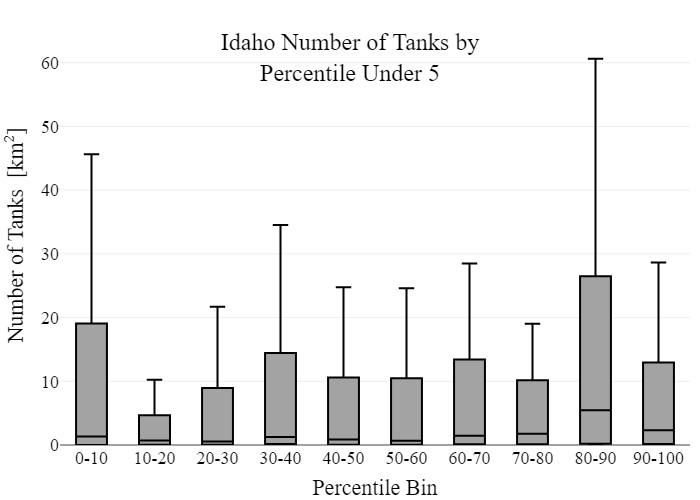 Idaho Number of Tanks by
Percentile Under 5
Number of Tanks [km²]
60
50
40
30
20
10
0
0-10 10-20 20-30 30-40 40-50 50-60 60-70 70-80 80-90 90-100
Percentile Bin